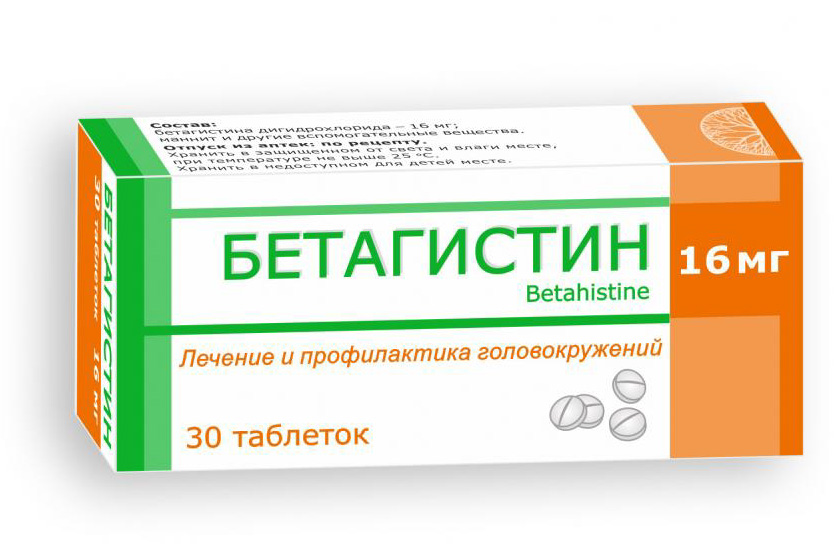 Состав:
бетагистина дигидрохлорида – 16 мг;
маннит и другие вспомогательные вещества.
Отпуск из аптек: по рецепту.
Хранить в защищенном от света и влаги месте,
при температуре не выше 25 °С.
Хранить в недоступном для детей месте.
БЕТАГИСТИН
Betahistine
16 мг
Лечение и профилактика головокружений
30 таблеток
БЕТАГИСТИН
30 таблеток 16 мг